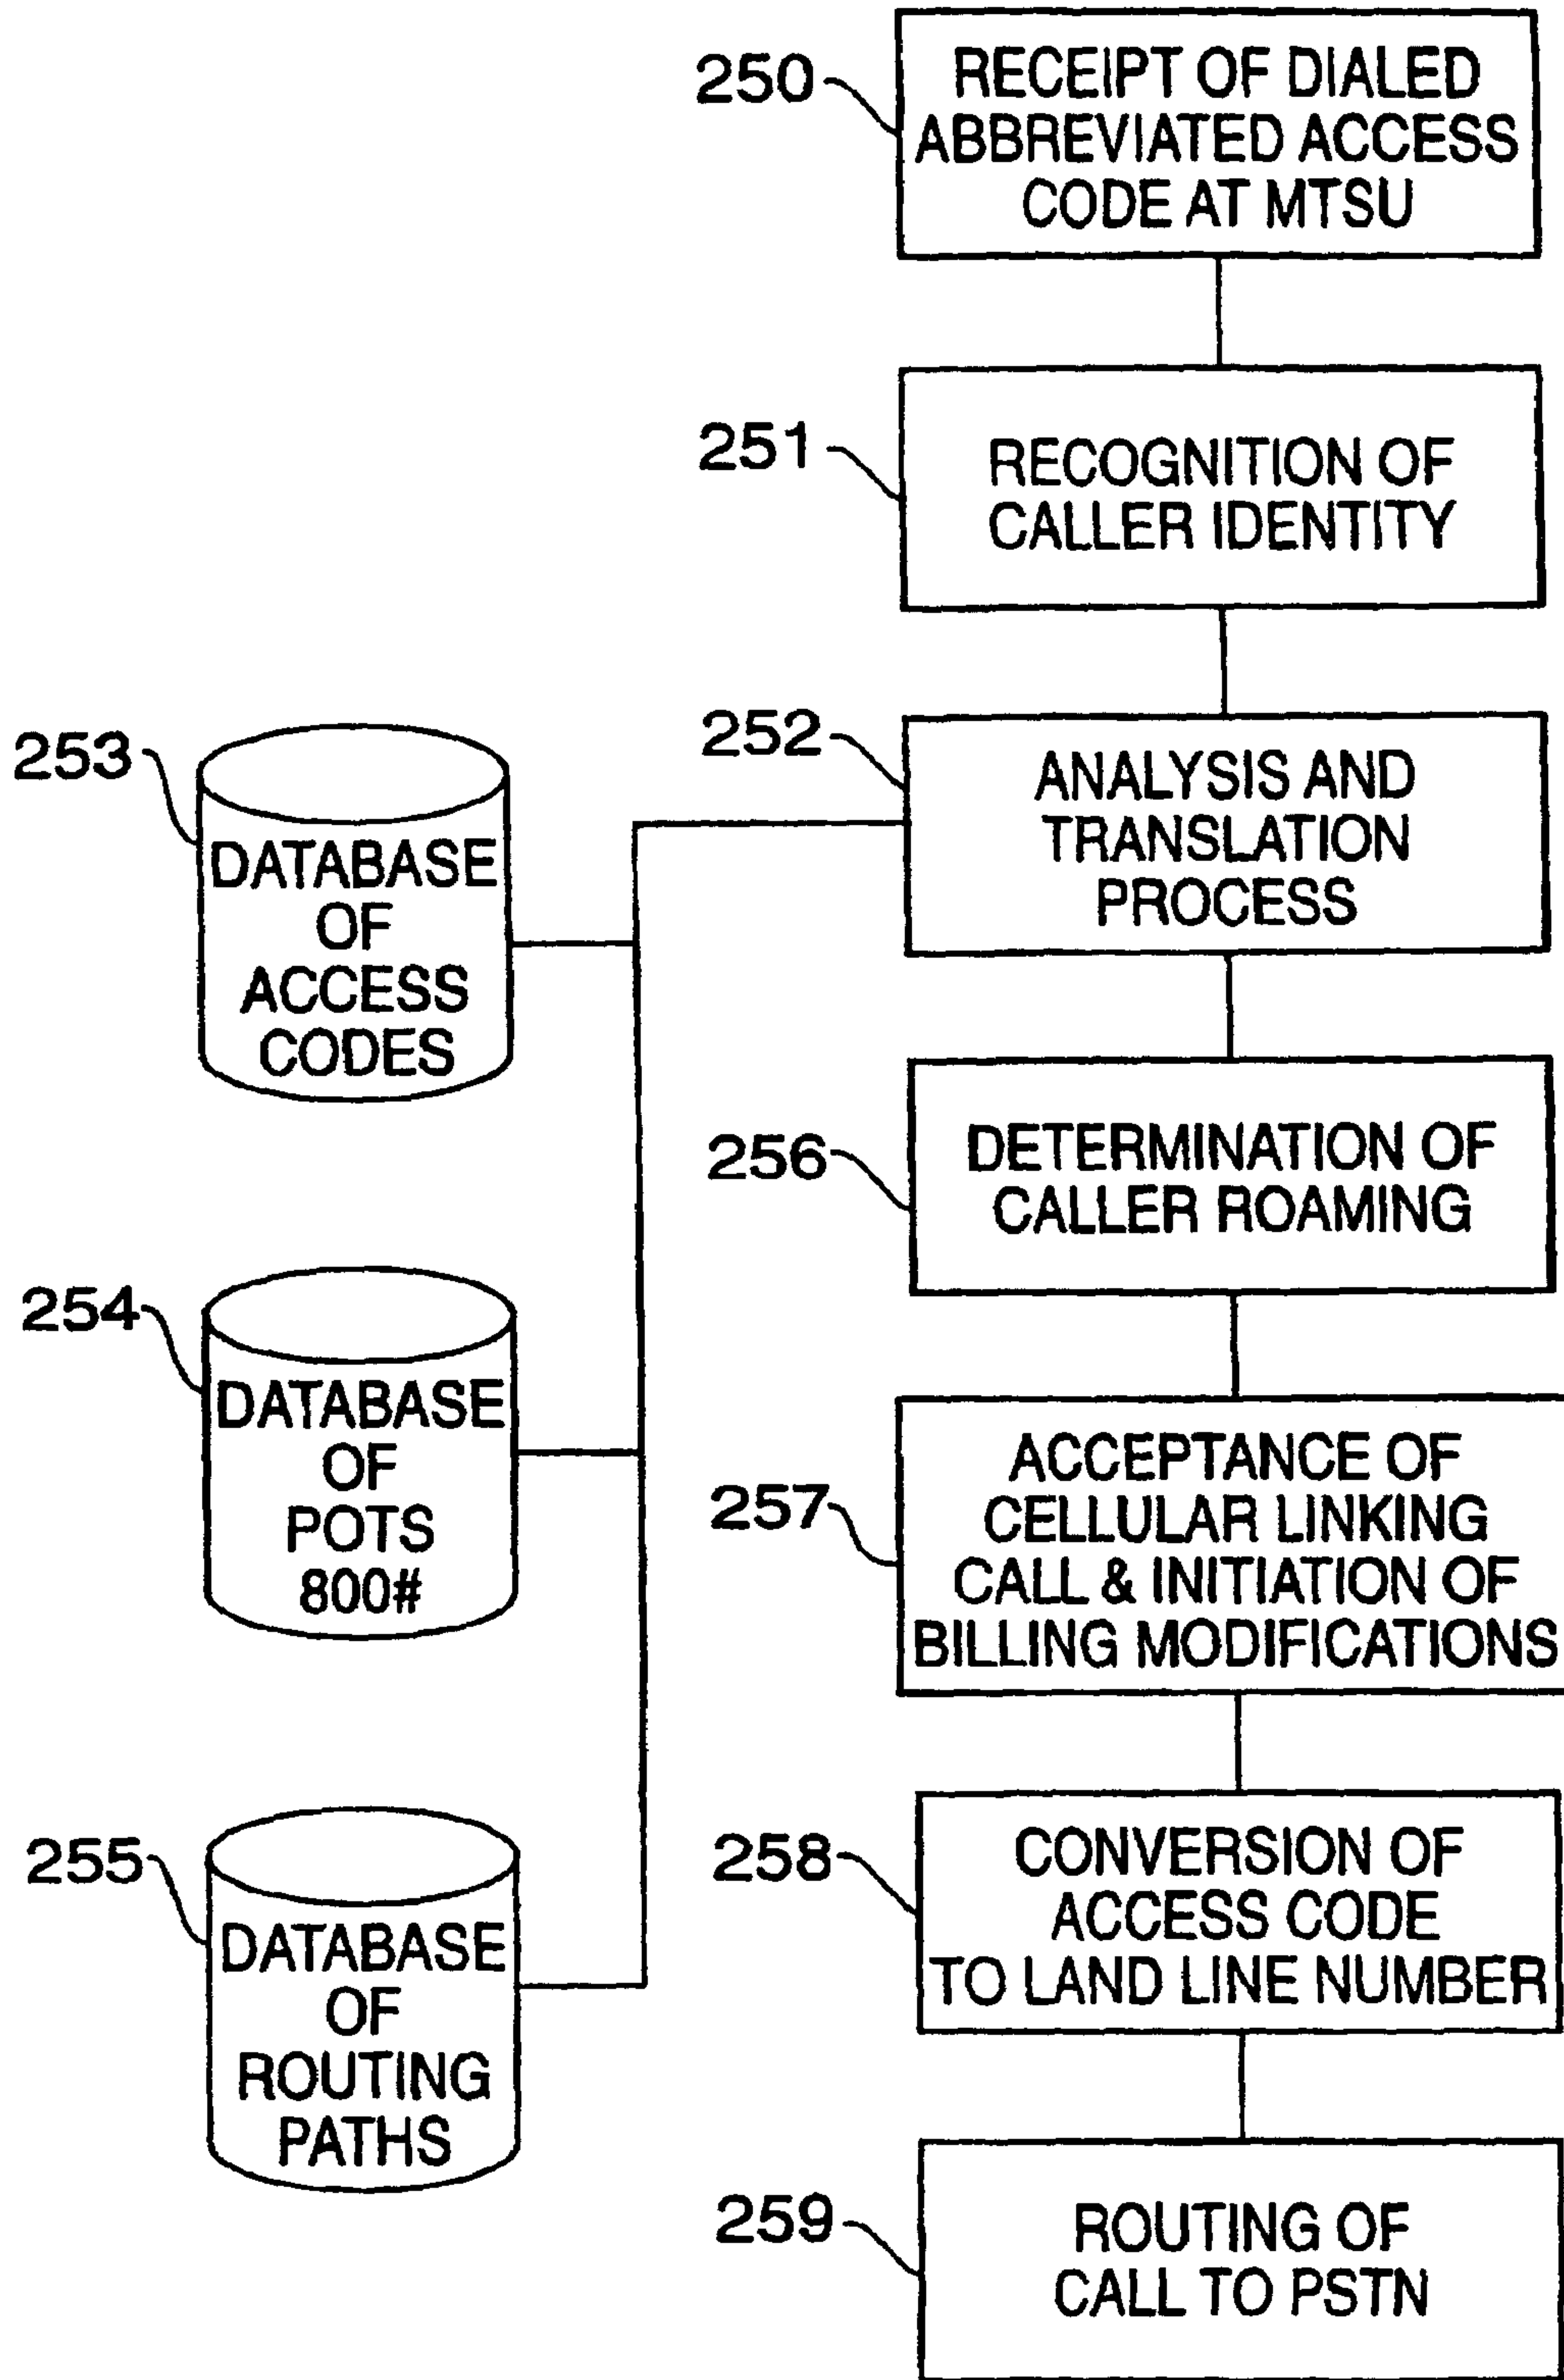 250
RECEIPT OF DIALED
ABBREVIATED ACCESS
CODE AT MTSU
251
RECOGNITION OF
CALLER IDENTITY
252
ANALYSIS AND
TRANSLATION
PROCESS
253
DATABASE
OF
ACCESS
CODES
254
DATABASE
OF
POTS
800#
255
DATABASE
OF
ROUTING
PATHS
256
DETERMINATION OF
CALLER ROAMING
257
ACCEPTANCE OF
CELLULAR LINKING
CALL & INITIATION OF
BILLING MODIFICATIONS
258
CONVERSION OF
ACCESS CODE
TO LAND LINE NUMBER
259
ROUTING OF
CALL TO PSTN